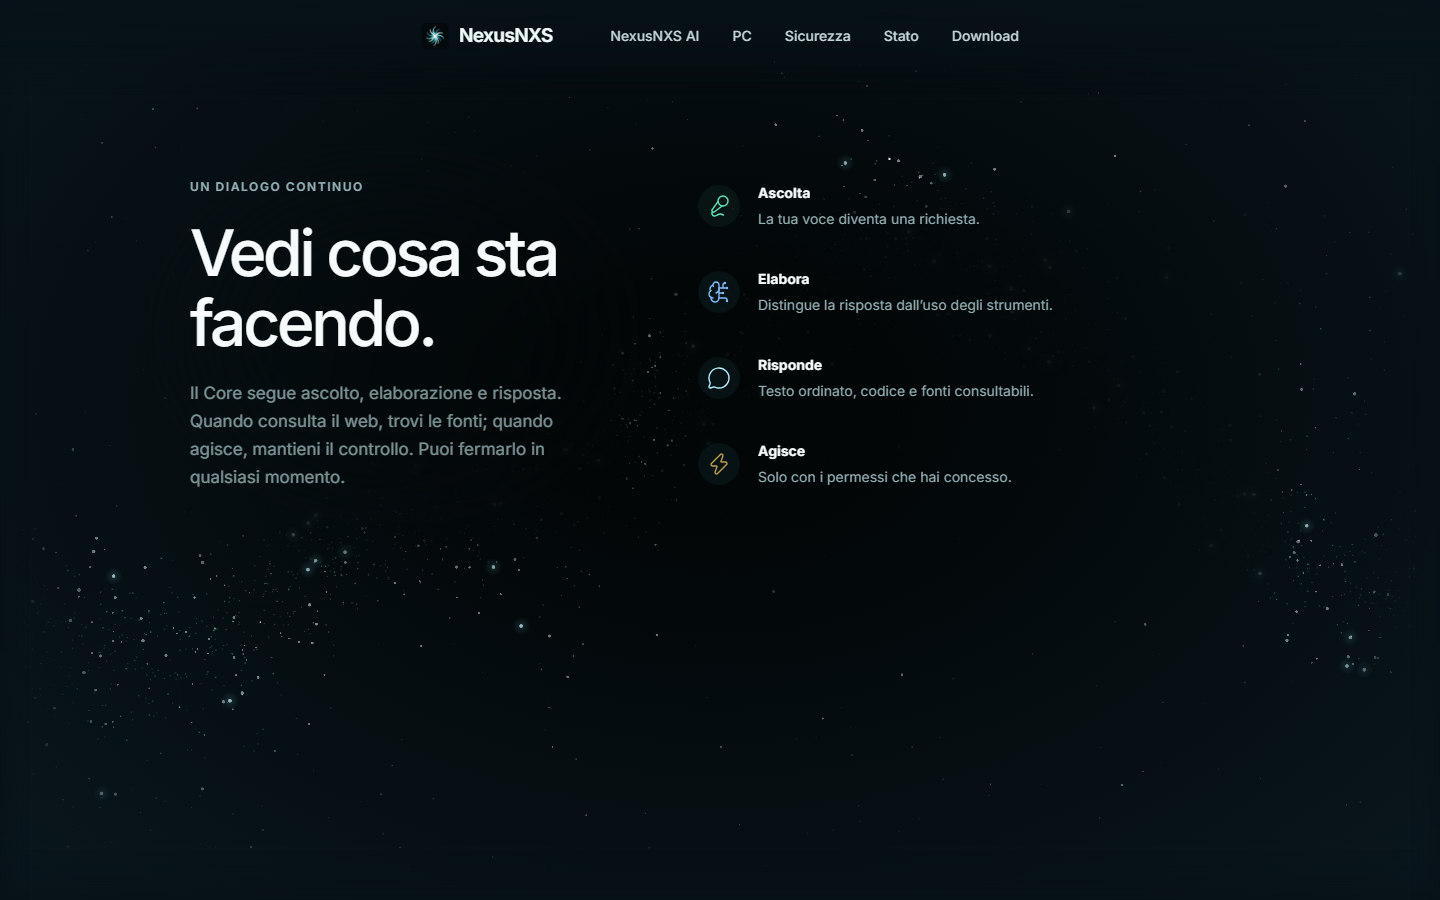 NexusNXS
NexusNXS AI
PC
Sicurezza
Stato
Download
UN DIALOGO CONTINUO
Vedi cosa sta
facendo.
Il Core segue ascolto, elaborazione e risposta.
Quando consulta il web, trovi le fonti; quando
agisce, mantieni il controllo. Puoi fermarlo in
qualsiasi momento.
Ascolta
La tua voce diventa una richiesta.
Elabora
Distingue la risposta dall’uso degli strumenti.
Risponde
Testo ordinato, codice e fonti consultabili.
Agisce
Solo con i permessi che hai concesso.